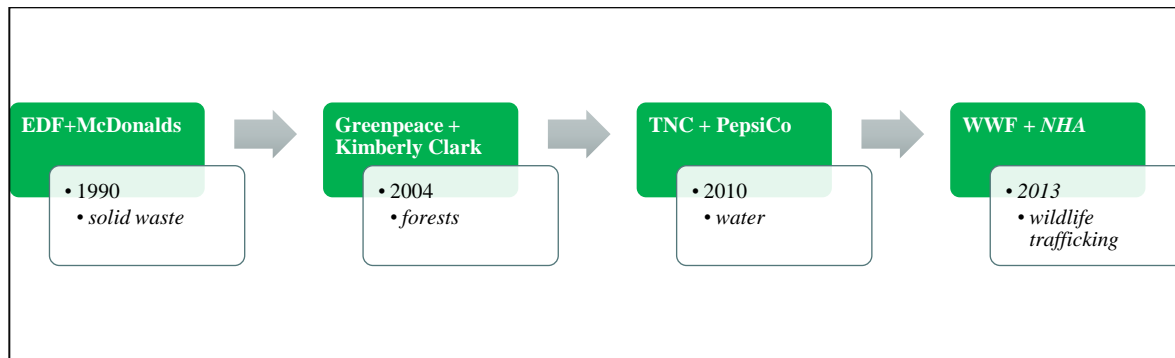 EDF+McDonalds
• 1990
• solid waste
Greenpeace +
Kimberly Clark
• 2004
• forests
TNC + PepsiCo
• 2010
• water
WWF + NHA
• 2013
• wildlife
trafficking